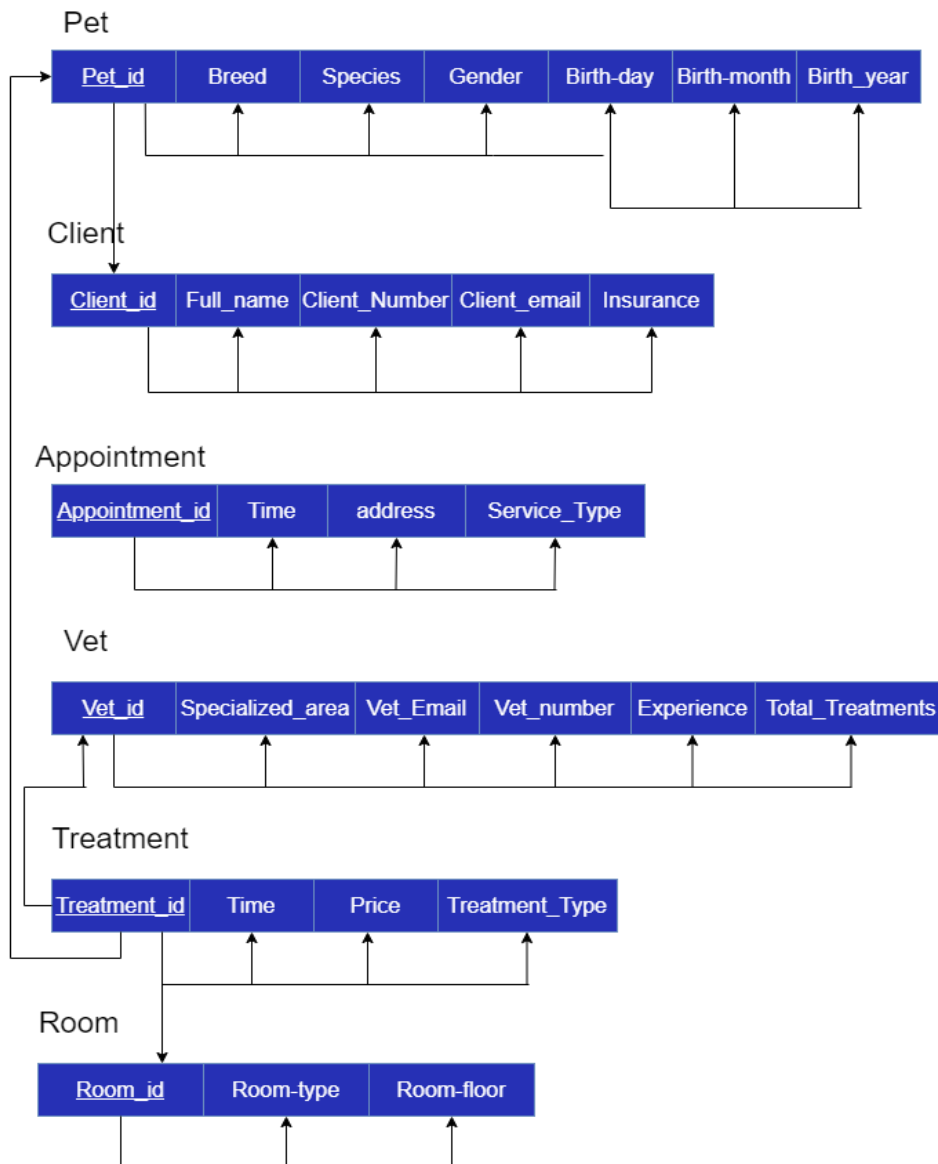 Pet
Pet_id Breed Species Gender Birth-day Birth-month Birth_year
Client
Client_id Full_name Client_Number Client_email Insurance
Appointment
Appointment_id Time address Service_Type
Vet
Vet_id Specialized_area Vet_Email Vet_number Experience Total_Treatments
Treatment
Treatment_id Time Price Treatment_Type
Room
Room_id Room-type Room-floor